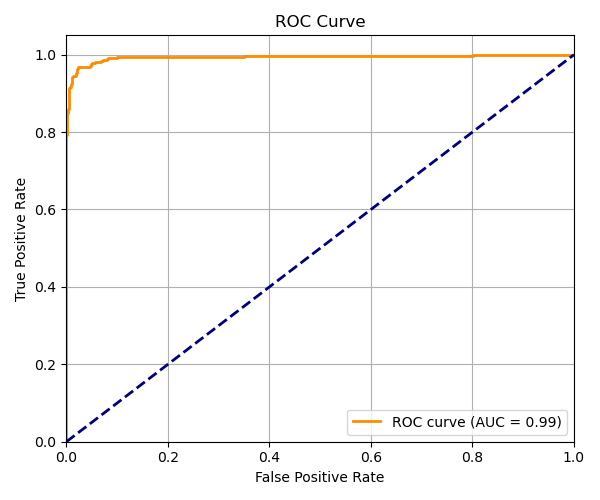 ROC Curve
1.0
0.8
0.6
0.4
0.2
0.0
True Positive Rate
ROC curve (AUC = 0.99)
0.0 0.2 0.4 0.6 0.8 1.0
False Positive Rate